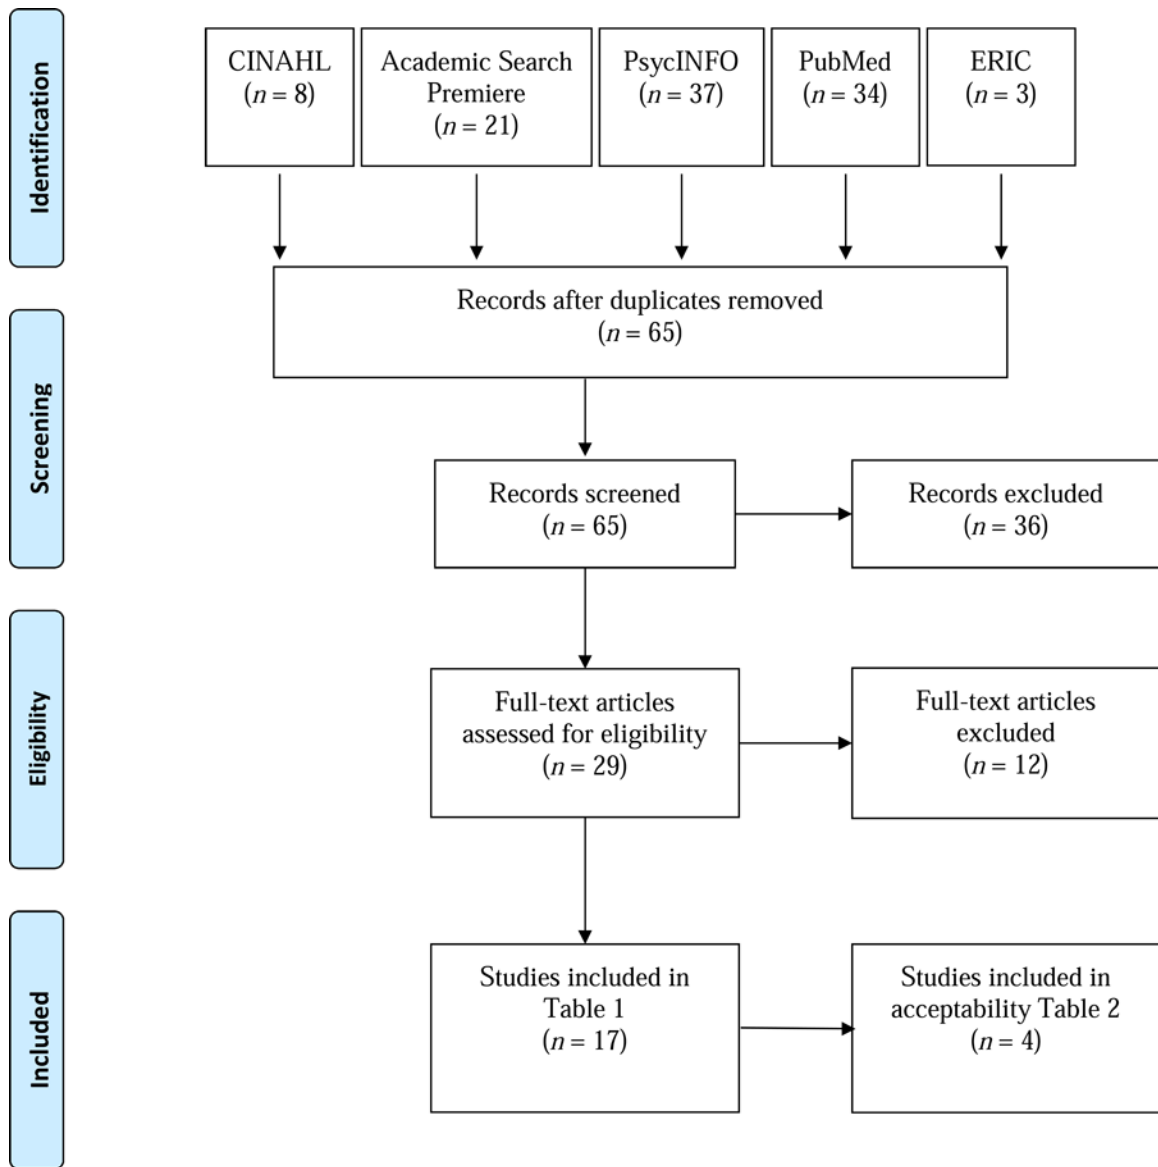 Identification
CINAHL
(n = 8)
Academic Search
Premiere
(n = 21)
PsycINFO
(n = 37)
PubMed
(n = 34)
ERIC
(n = 3)
Records after duplicates removed
(n = 65)
Screening
Records screened
(n = 65)
Records excluded
(n = 36)
Eligibility
Full-text articles
assessed for eligibility
(n = 29)
Full-text articles
excluded
(n = 12)
Included
Studies included in
Table 1
(n = 17)
Studies included in
acceptability Table 2
(n = 4)